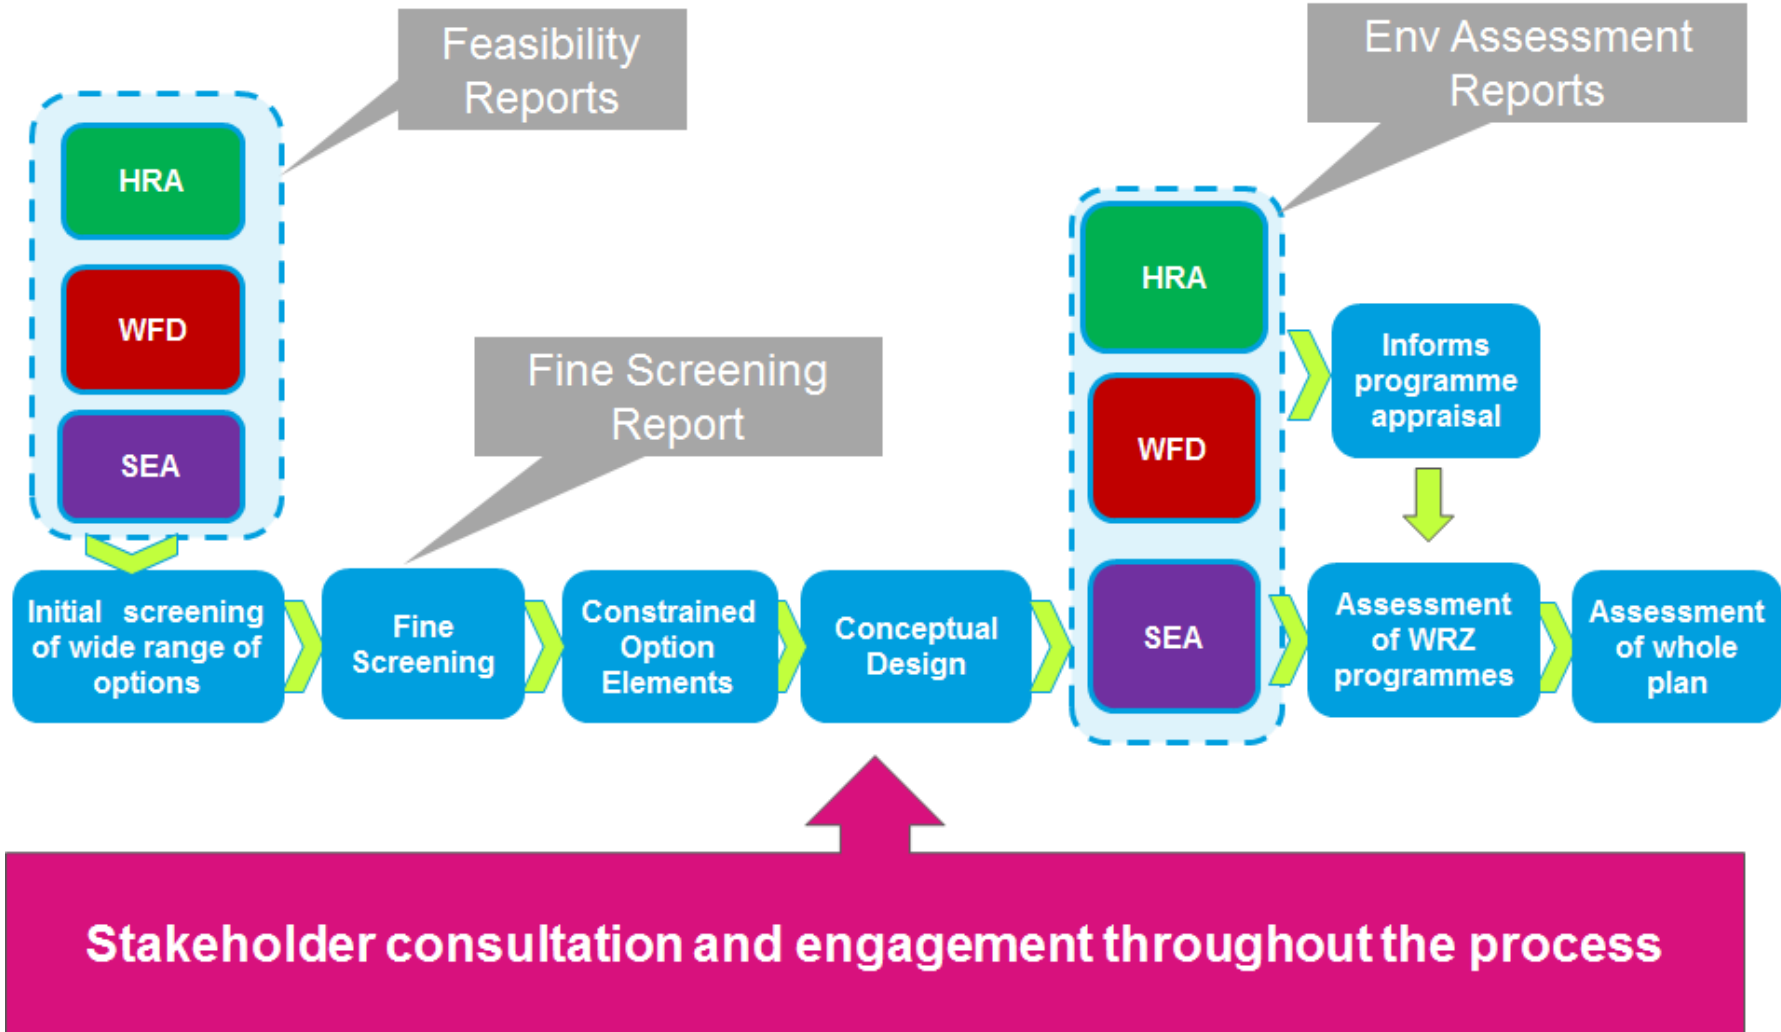 Feasibility
Reports
Env Assessment
Reports
HRA
WFD
SEA
Fine Screening
Report
HRA
WFD
SEA
Informs
programme
appraisal
Initial screening
of wide range of
options
Fine
Screening
Constrained
Option
Elements
Conceptual
Design
Assessment
of WRZ
programmes
Assessment
of whole
plan
Stakeholder consultation and engagement throughout the process